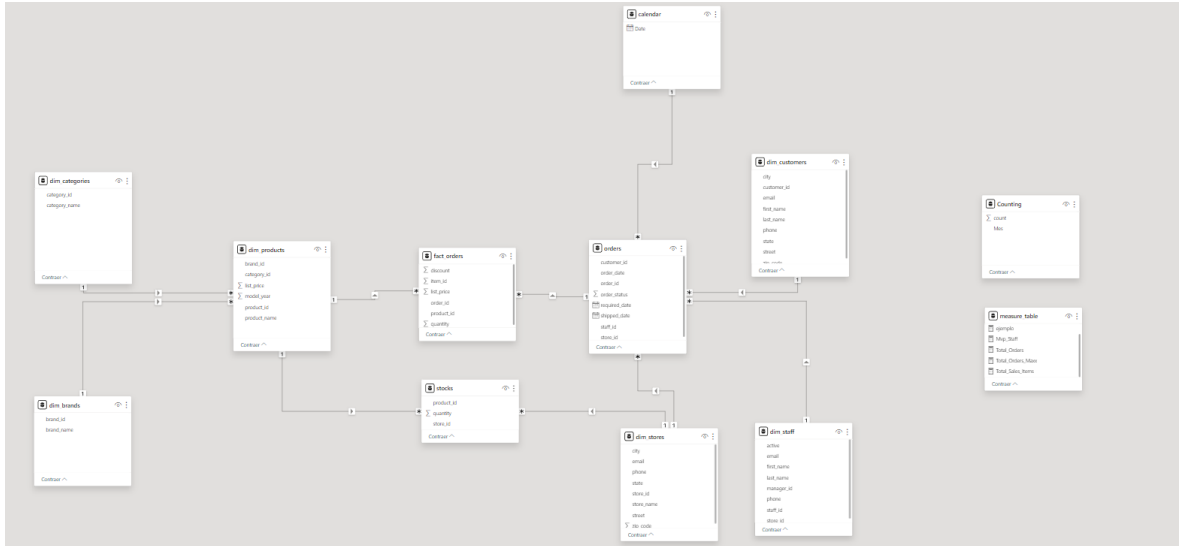 calendar
Date
Contraer
dim_customers
city
customer_id
email
first_name
last_name
phone
state
street
zip_code
Contraer
dim_categories
category_id
category_name
Contraer
Counting
count
Mes
Contraer
dim_products
brand_id
category_id
list_price
model_year
product_id
product_name
Contraer
fact_orders
discount
item_id
list_price
order_id
product_id
quantity
Contraer
orders
customer_id
order_date
order_id
order_status
required_date
shipped_date
staff_id
store_id
Contraer
measure_table
ejemplo
Mvp_Staff
Total_Orders
Total_Orders_Maxe
Total_Sales_Items
Contraer
stocks
product_id
quantity
store_id
Contraer
dim_brands
brand_id
brand_name
Contraer
dim_stores
city
email
phone
state
store_id
store_name
street
zip_code
Contraer
dim_staff
active
email
first_name
last_name
manager_id
phone
staff_id
store_id
Contraer